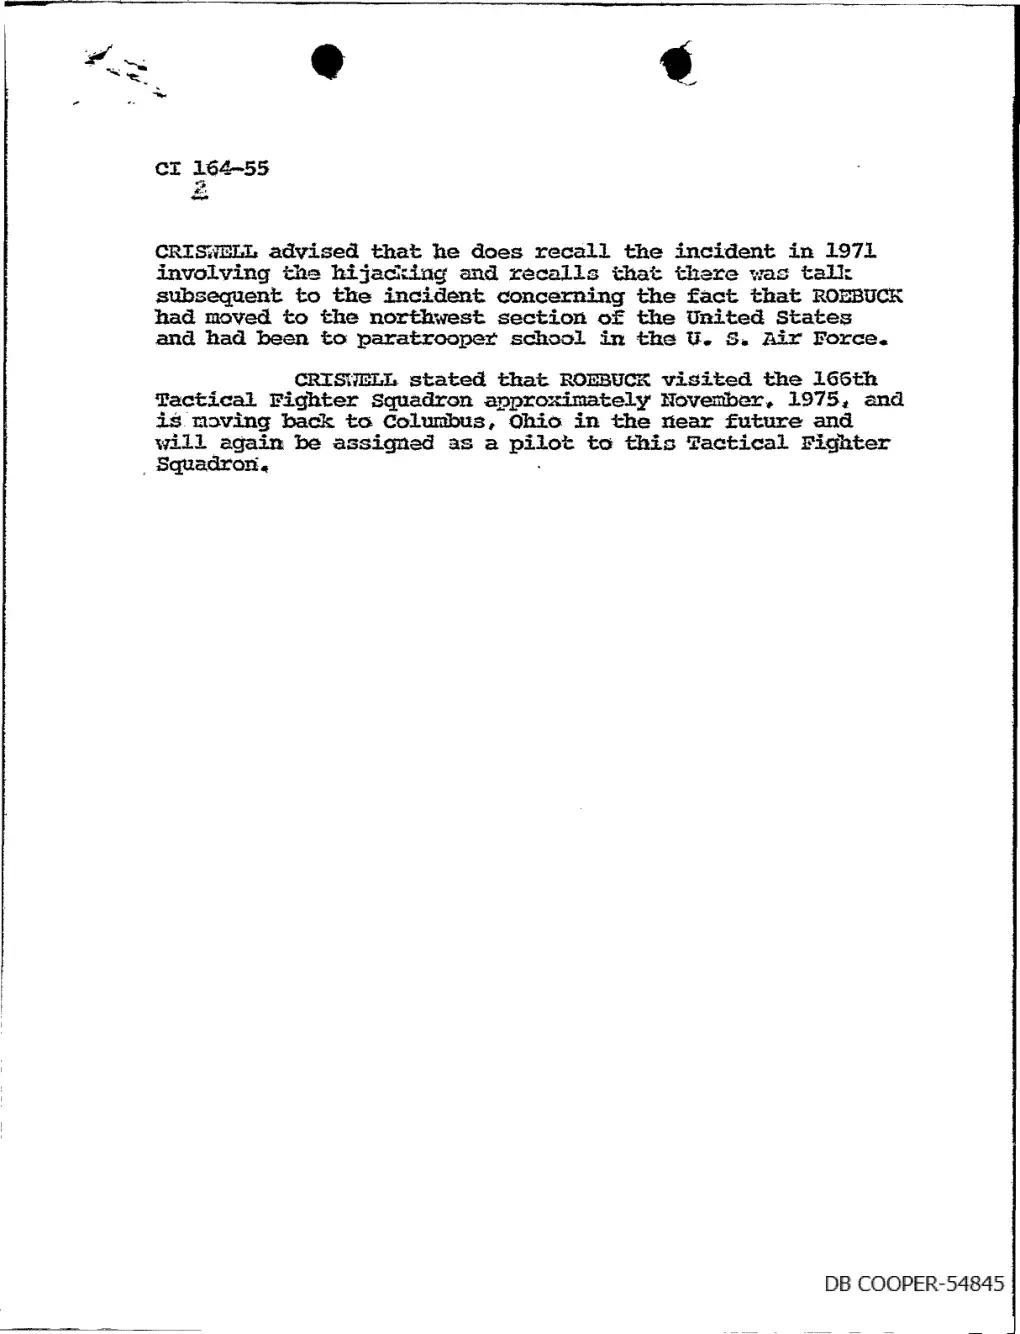 CI 164-55
2
CRISWELL advised that he does recall the incident in 1971
involving the hijacking and recalls that there was talk
subsequent to the incident concerning the fact that ROEBUCK
had moved to the northwest section of the United States
and had been to paratrooper school in the U. S. Air Force.
CRISWELL stated that ROEBUCK visited the 166th
Tactical Fighter Squadron approximately November, 1975, and
is moving back to Columbus, Ohio in the near future and
will again be assigned as a pilot to this Tactical Fighter
Squadron.
DB COOPER-54845